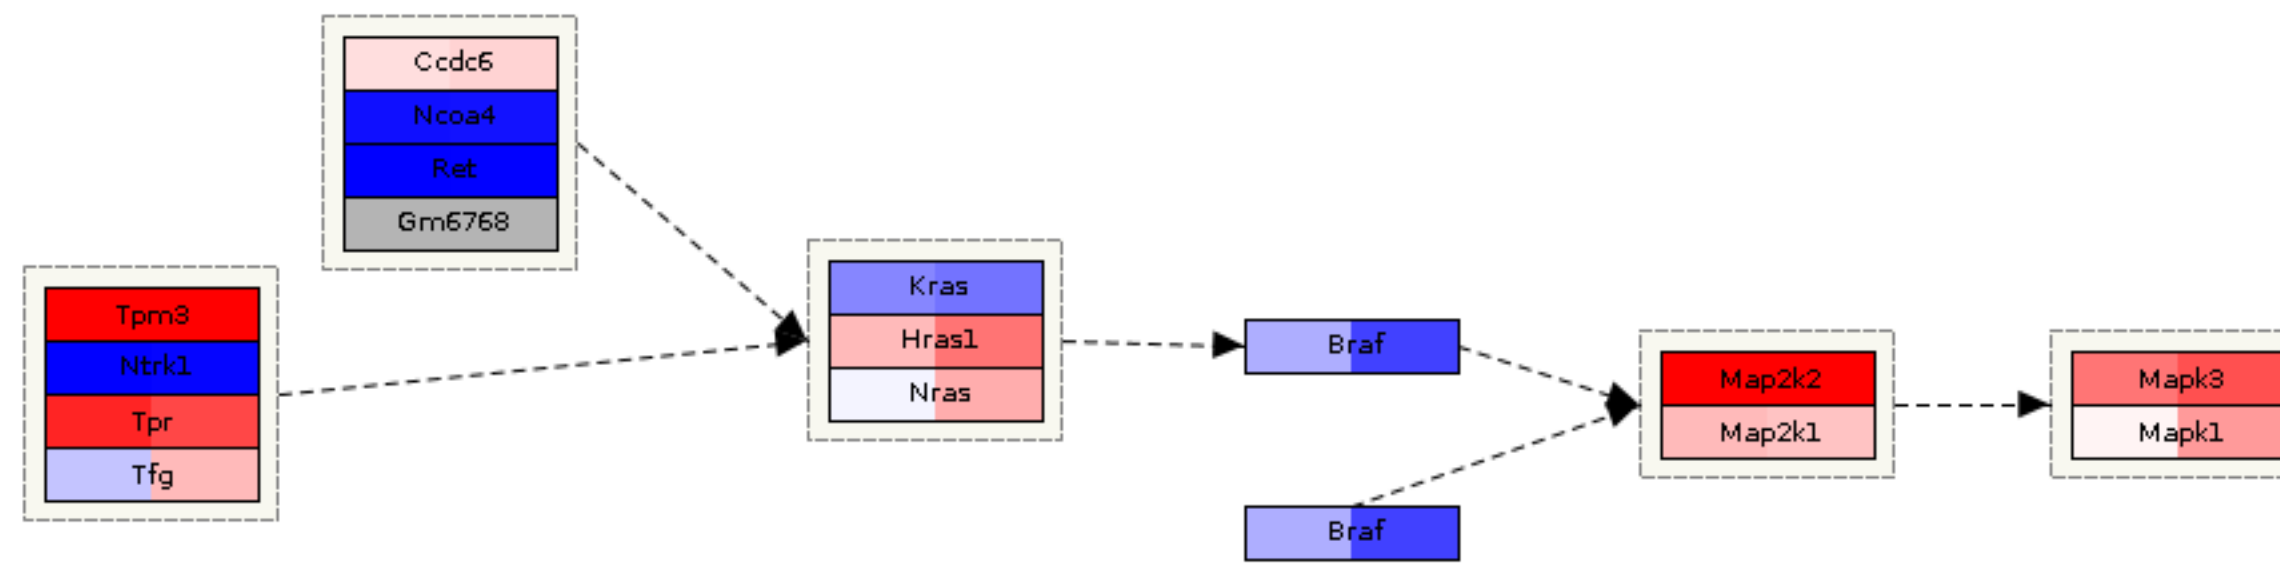 Ccdc6
Ncoa4
Ret
Gm6768
Tpm3
Ntrk1
Tpr
Tfg
Kras
Hras1
Nras
Braf
Braf
Map2k2
Map2k1
Mapk3
Mapk1